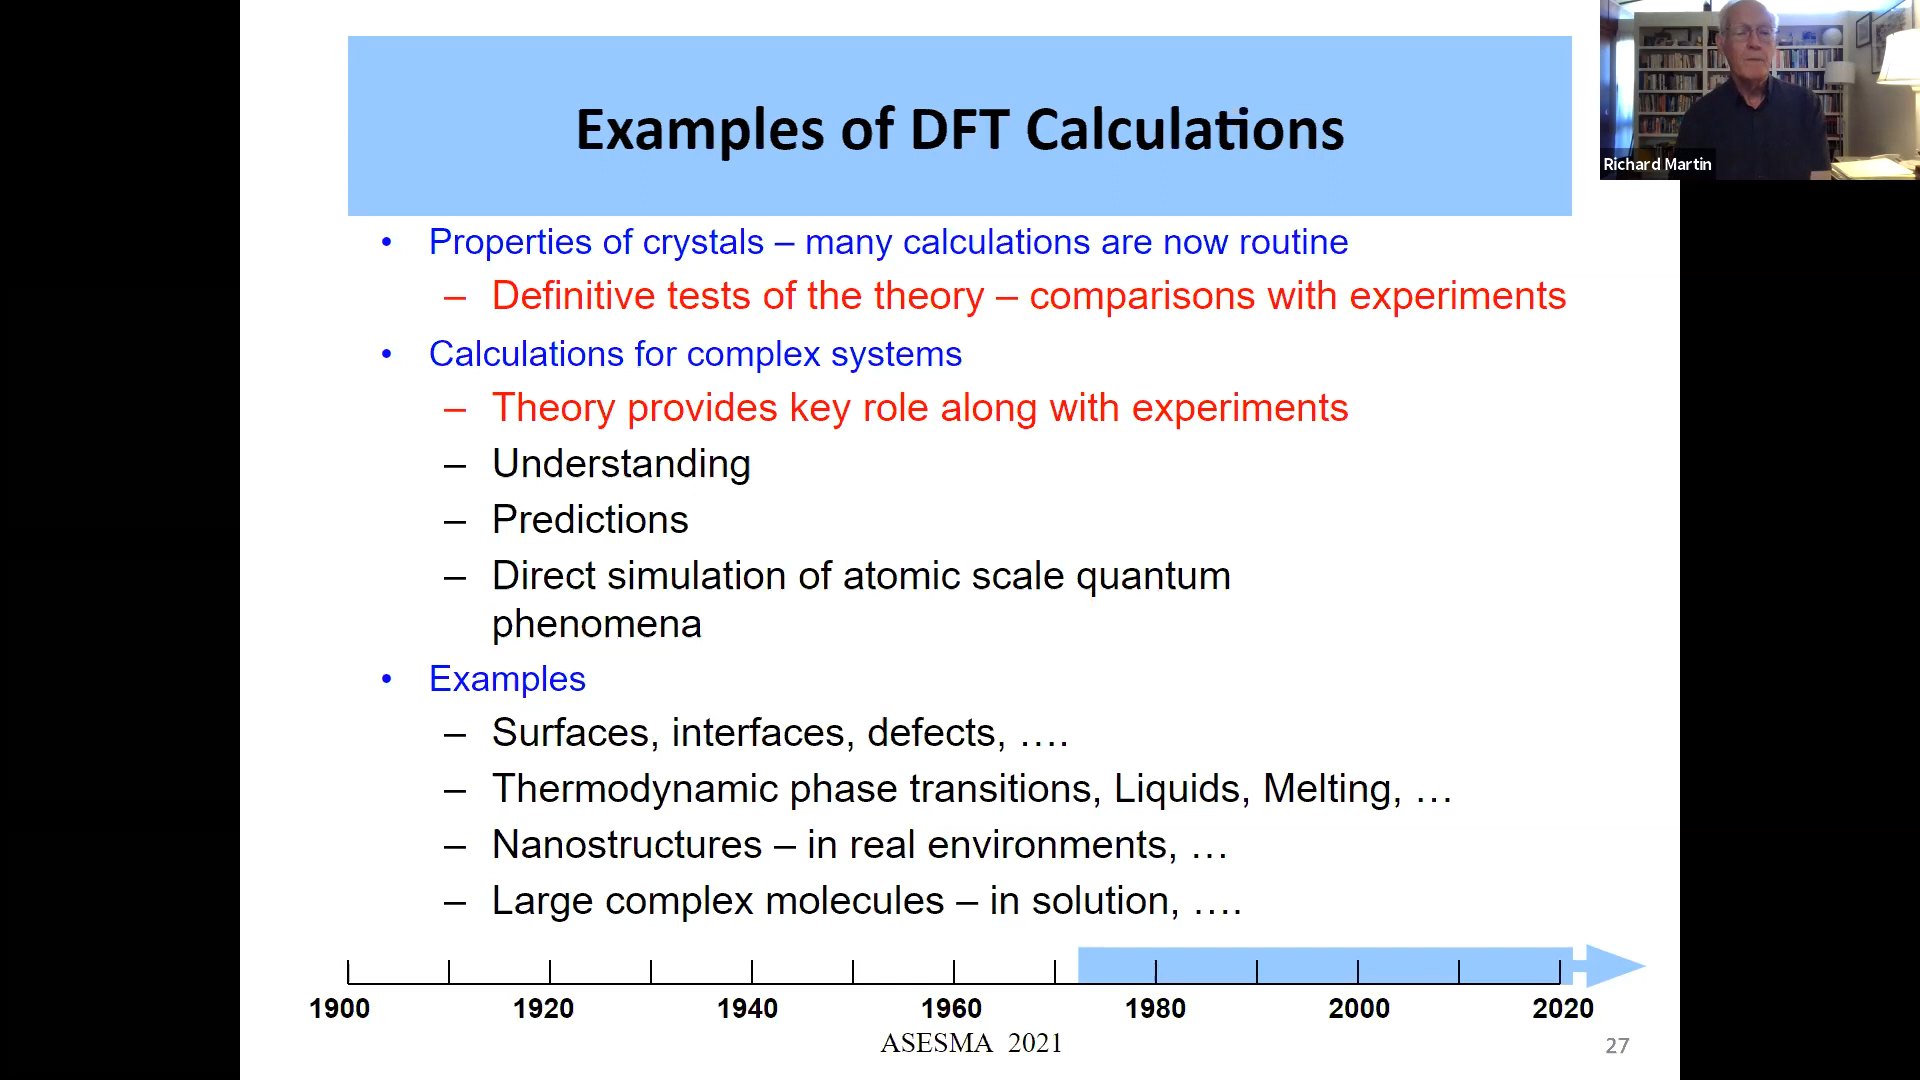 Examples of DFT Calculations
Richard Martin
• Properties of crystals – many calculations are now routine
– Definitive tests of the theory – comparisons with experiments
• Calculations for complex systems
– Theory provides key role along with experiments
– Understanding
– Predictions
– Direct simulation of atomic scale quantum
phenomena
• Examples
– Surfaces, interfaces, defects, ….
– Thermodynamic phase transitions, Liquids, Melting, …
– Nanostructures – in real environments, …
– Large complex molecules – in solution, ….
1900 1920 1940 1960 1980 2000 2020
ASESMA 2021
27